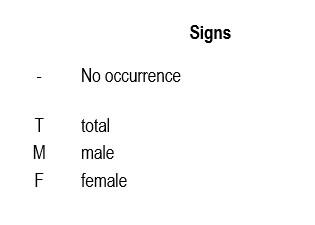 Signs
- No occurrence
T total
M male
F female